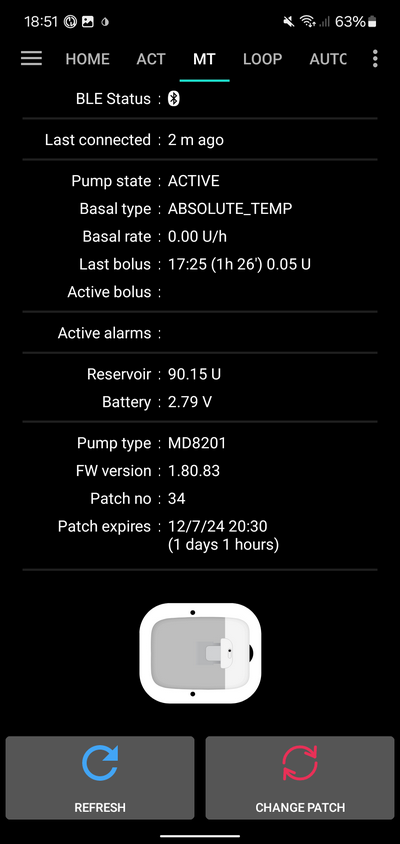 18:51 63%
HOME ACT MT LOOP AUTO
BLE Status :
Last connected : 2 m ago
Pump state : ACTIVE
Basal type : ABSOLUTE_TEMP
Basal rate : 0.00 U/h
Last bolus : 17:25 (1h 26') 0.05 U
Active bolus :
Active alarms :
Reservoir : 90.15 U
Battery : 2.79 V
Pump type : MD8201
FW version : 1.80.83
Patch no : 34
Patch expires : 12/7/24 20:30
(1 days 1 hours)
REFRESH CHANGE PATCH